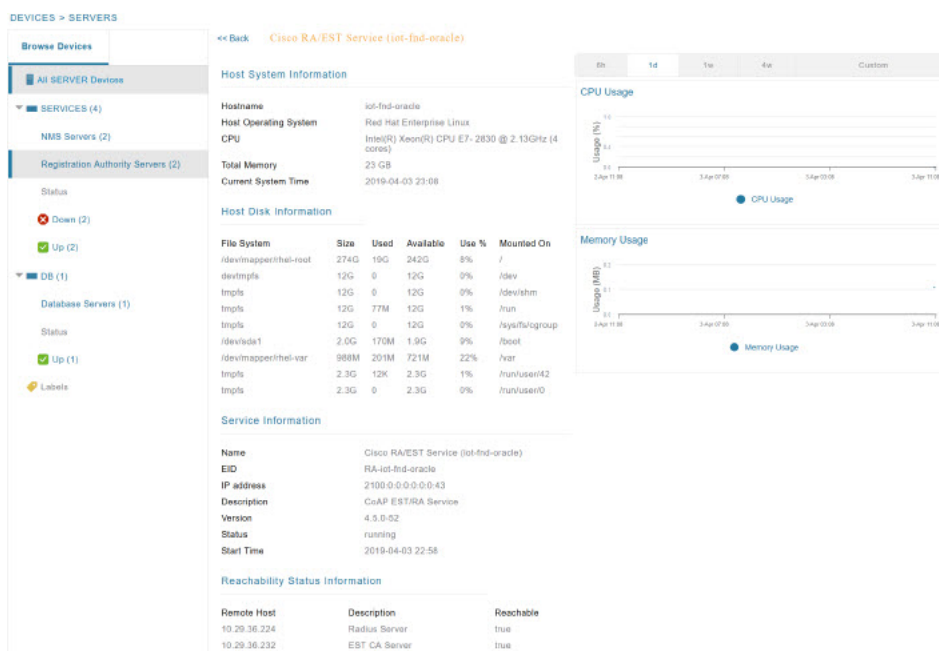 DEVICES > SERVERS
Browse Devices
All SERVER Devices
SERVICES (4)
NMS Servers (2)
Registration Authority Servers (2)
Status
Down (2)
Up (2)
DB (1)
Database Servers (1)
Status
Up (1)
Labels
<< Back Cisco RA/EST Service (iot-fnd-oracle)
Host System Information
Hostname iot-fnd-oracle
Host Operating System Red Hat Enterprise Linux
CPU Intel(R) Xeon(R) CPU E7- 2830 @ 2.13GHz (4
cores)
Total Memory 23 GB
Current System Time 2019-04-03 23:08
Host Disk Information
File System Size Used Available Use % Mounted On
/dev/mapper/rhel-root 274G 19G 242G 8% /
devtmpfs 12G 0 12G 0% /dev
tmpfs 12G 0 12G 0% /dev/shm
tmpfs 12G 77M 12G 1% /run
tmpfs 12G 0 12G 0% /sys/fs/cgroup
/dev/sda1 2.0G 170M 1.9G 9% /boot
/dev/mapper/rhel-var 988M 201M 721M 22% /var
tmpfs 2.3G 12K 2.3G 1% /run/user/42
tmpfs 2.3G 0 2.3G 0% /run/user/0
Service Information
Name Cisco RA/EST Service (iot-fnd-oracle)
EID RA-iot-fnd-oracle
IP address 2100:0:0:0:0:0:0:43
Description CoAP EST/RA Service
Version 4.5.0-52
Status running
Start Time 2019-04-03 22:58
Reachability Status Information
Remote Host Description Reachable
10.29.36.224 Radius Server true
10.29.36.232 EST CA Server true
6h 1d 1w 4w Custom
CPU Usage
Usage (%)
CPU Usage
Memory Usage
Usage (MB)
0.2
0.1
0.0
Memory Usage